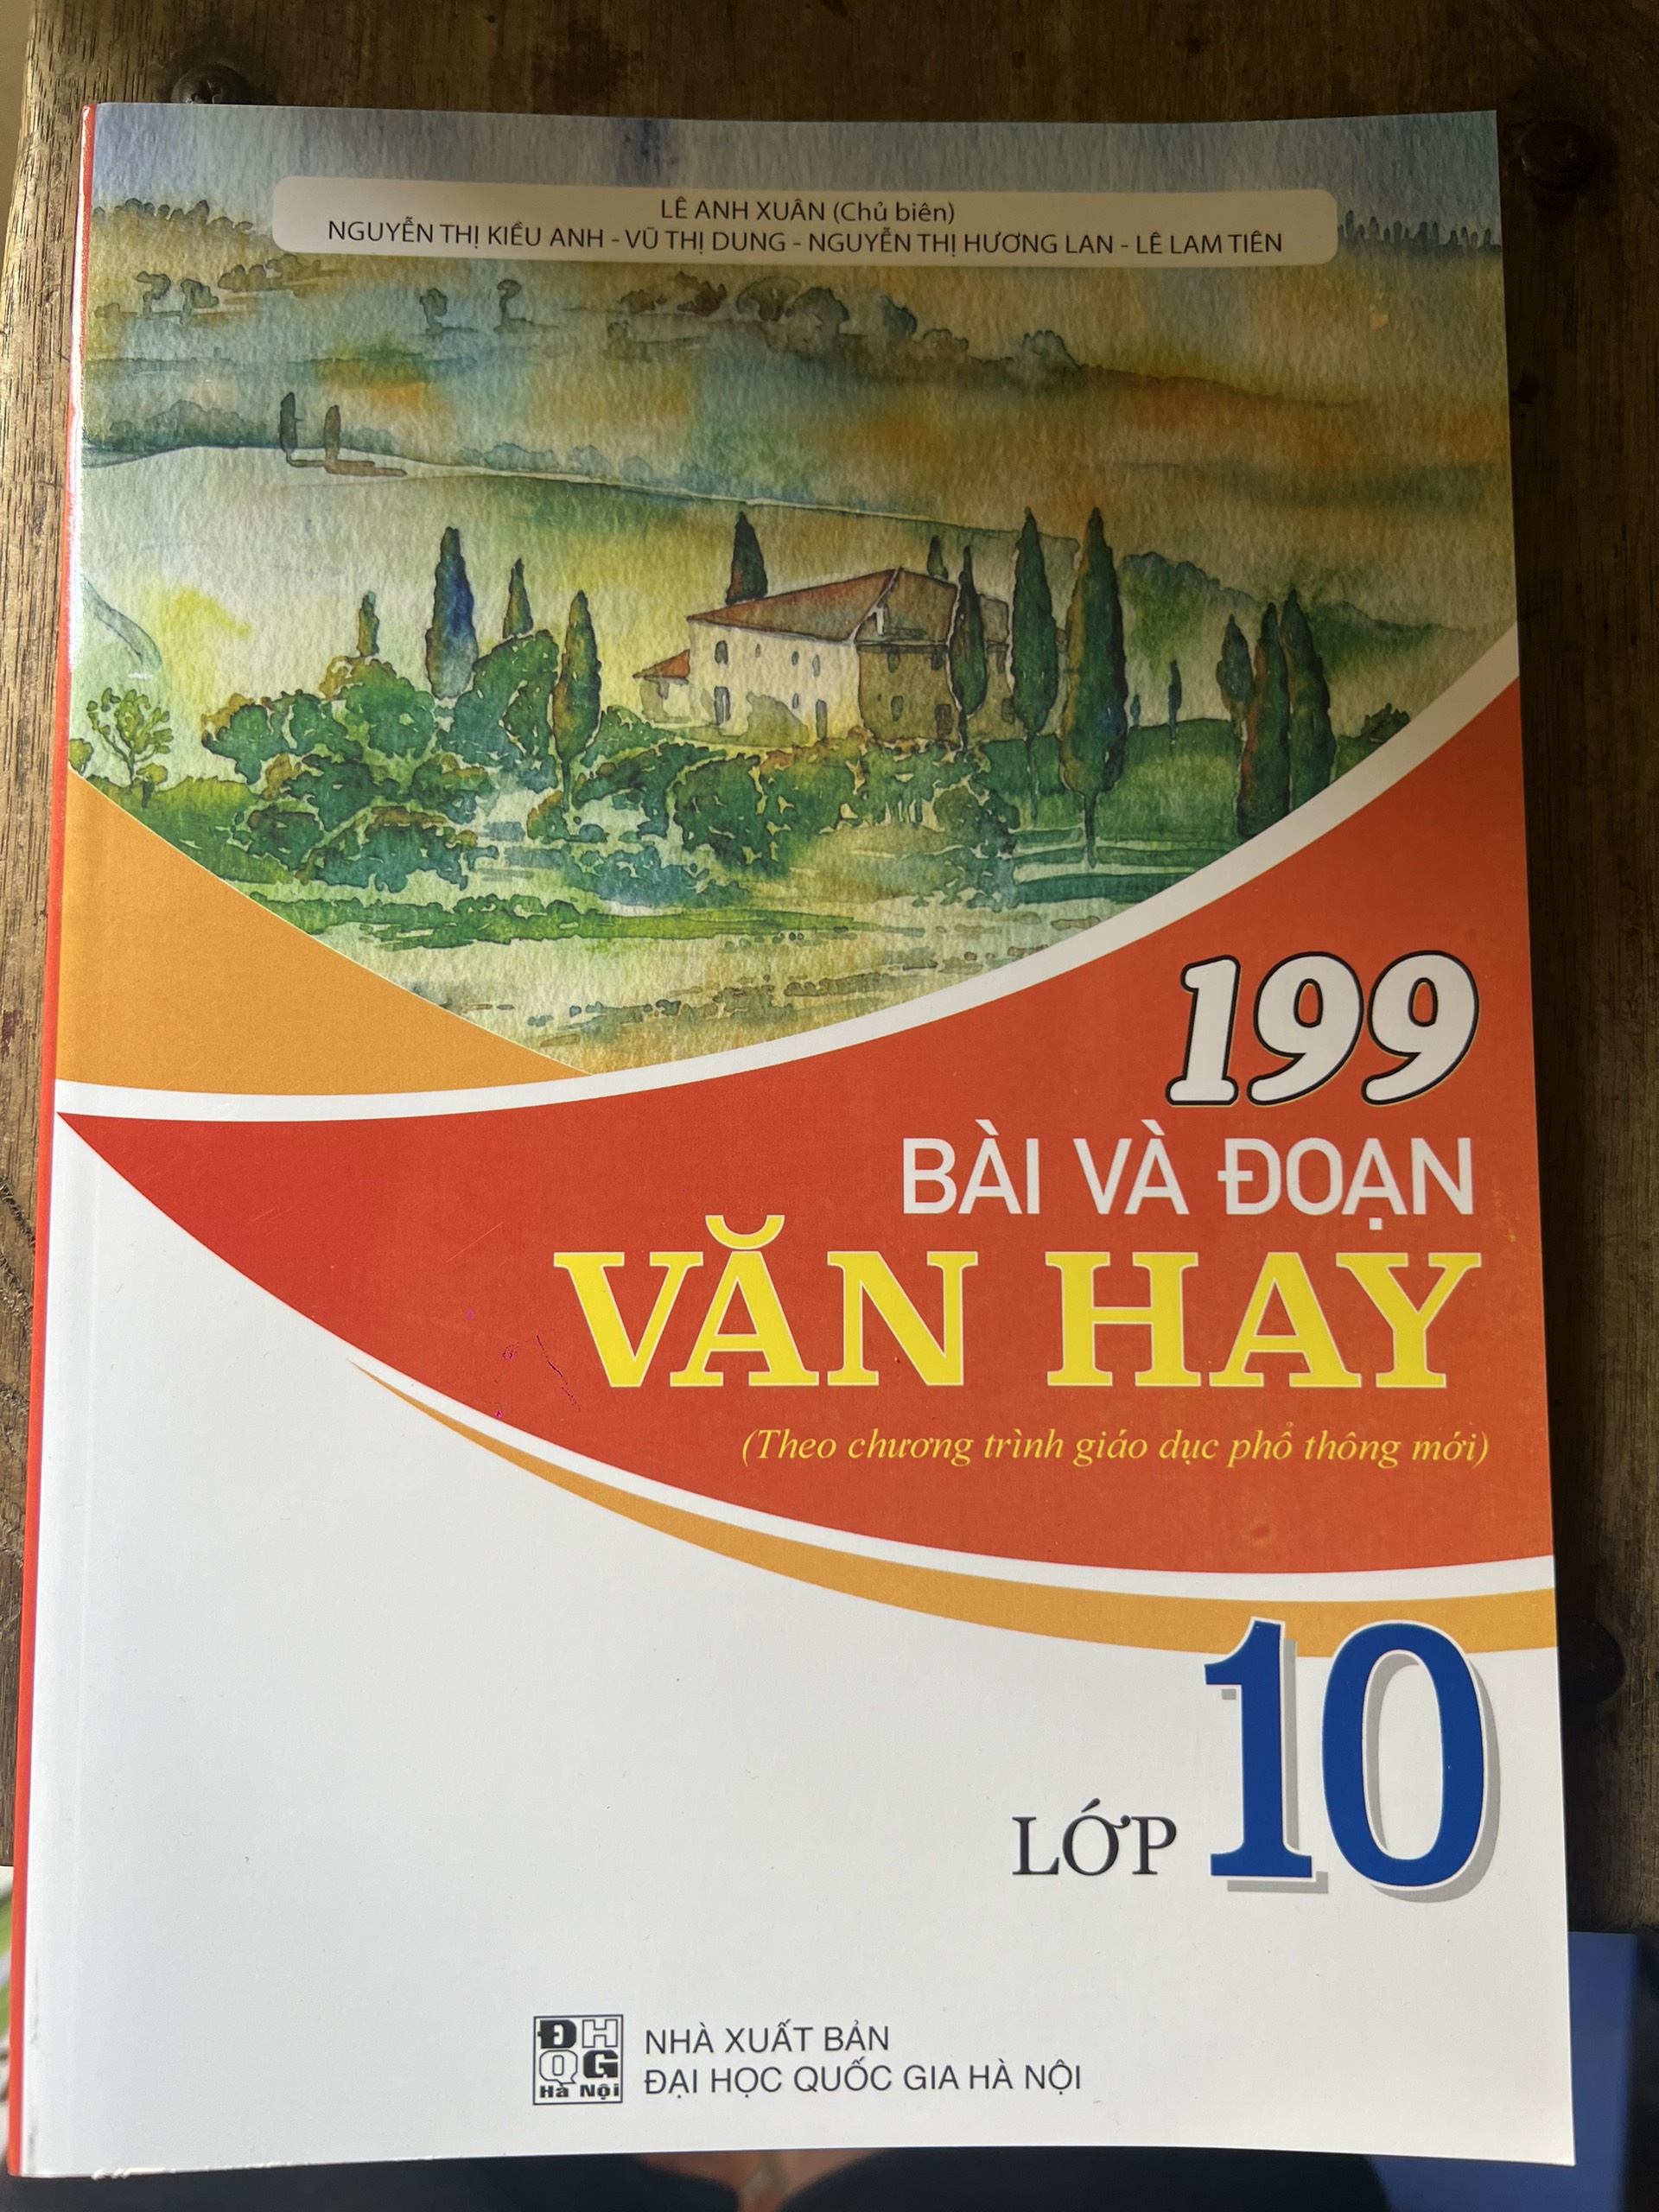 LÊ ANH XUÂN (Chủ biên)
NGUYỄN THỊ KIỀU ANH - VŨ THỊ DUNG - NGUYỄN THỊ HƯƠNG LAN - LÊ LAM TIÊN
199
BÀI VÀ ĐOẠN
VĂN HAY
(Theo chương trình giáo dục phổ thông mới)
LỚP 10
ĐH
QG
Hà Nội
NHÀ XUẤT BẢN
ĐẠI HỌC QUỐC GIA HÀ NỘI